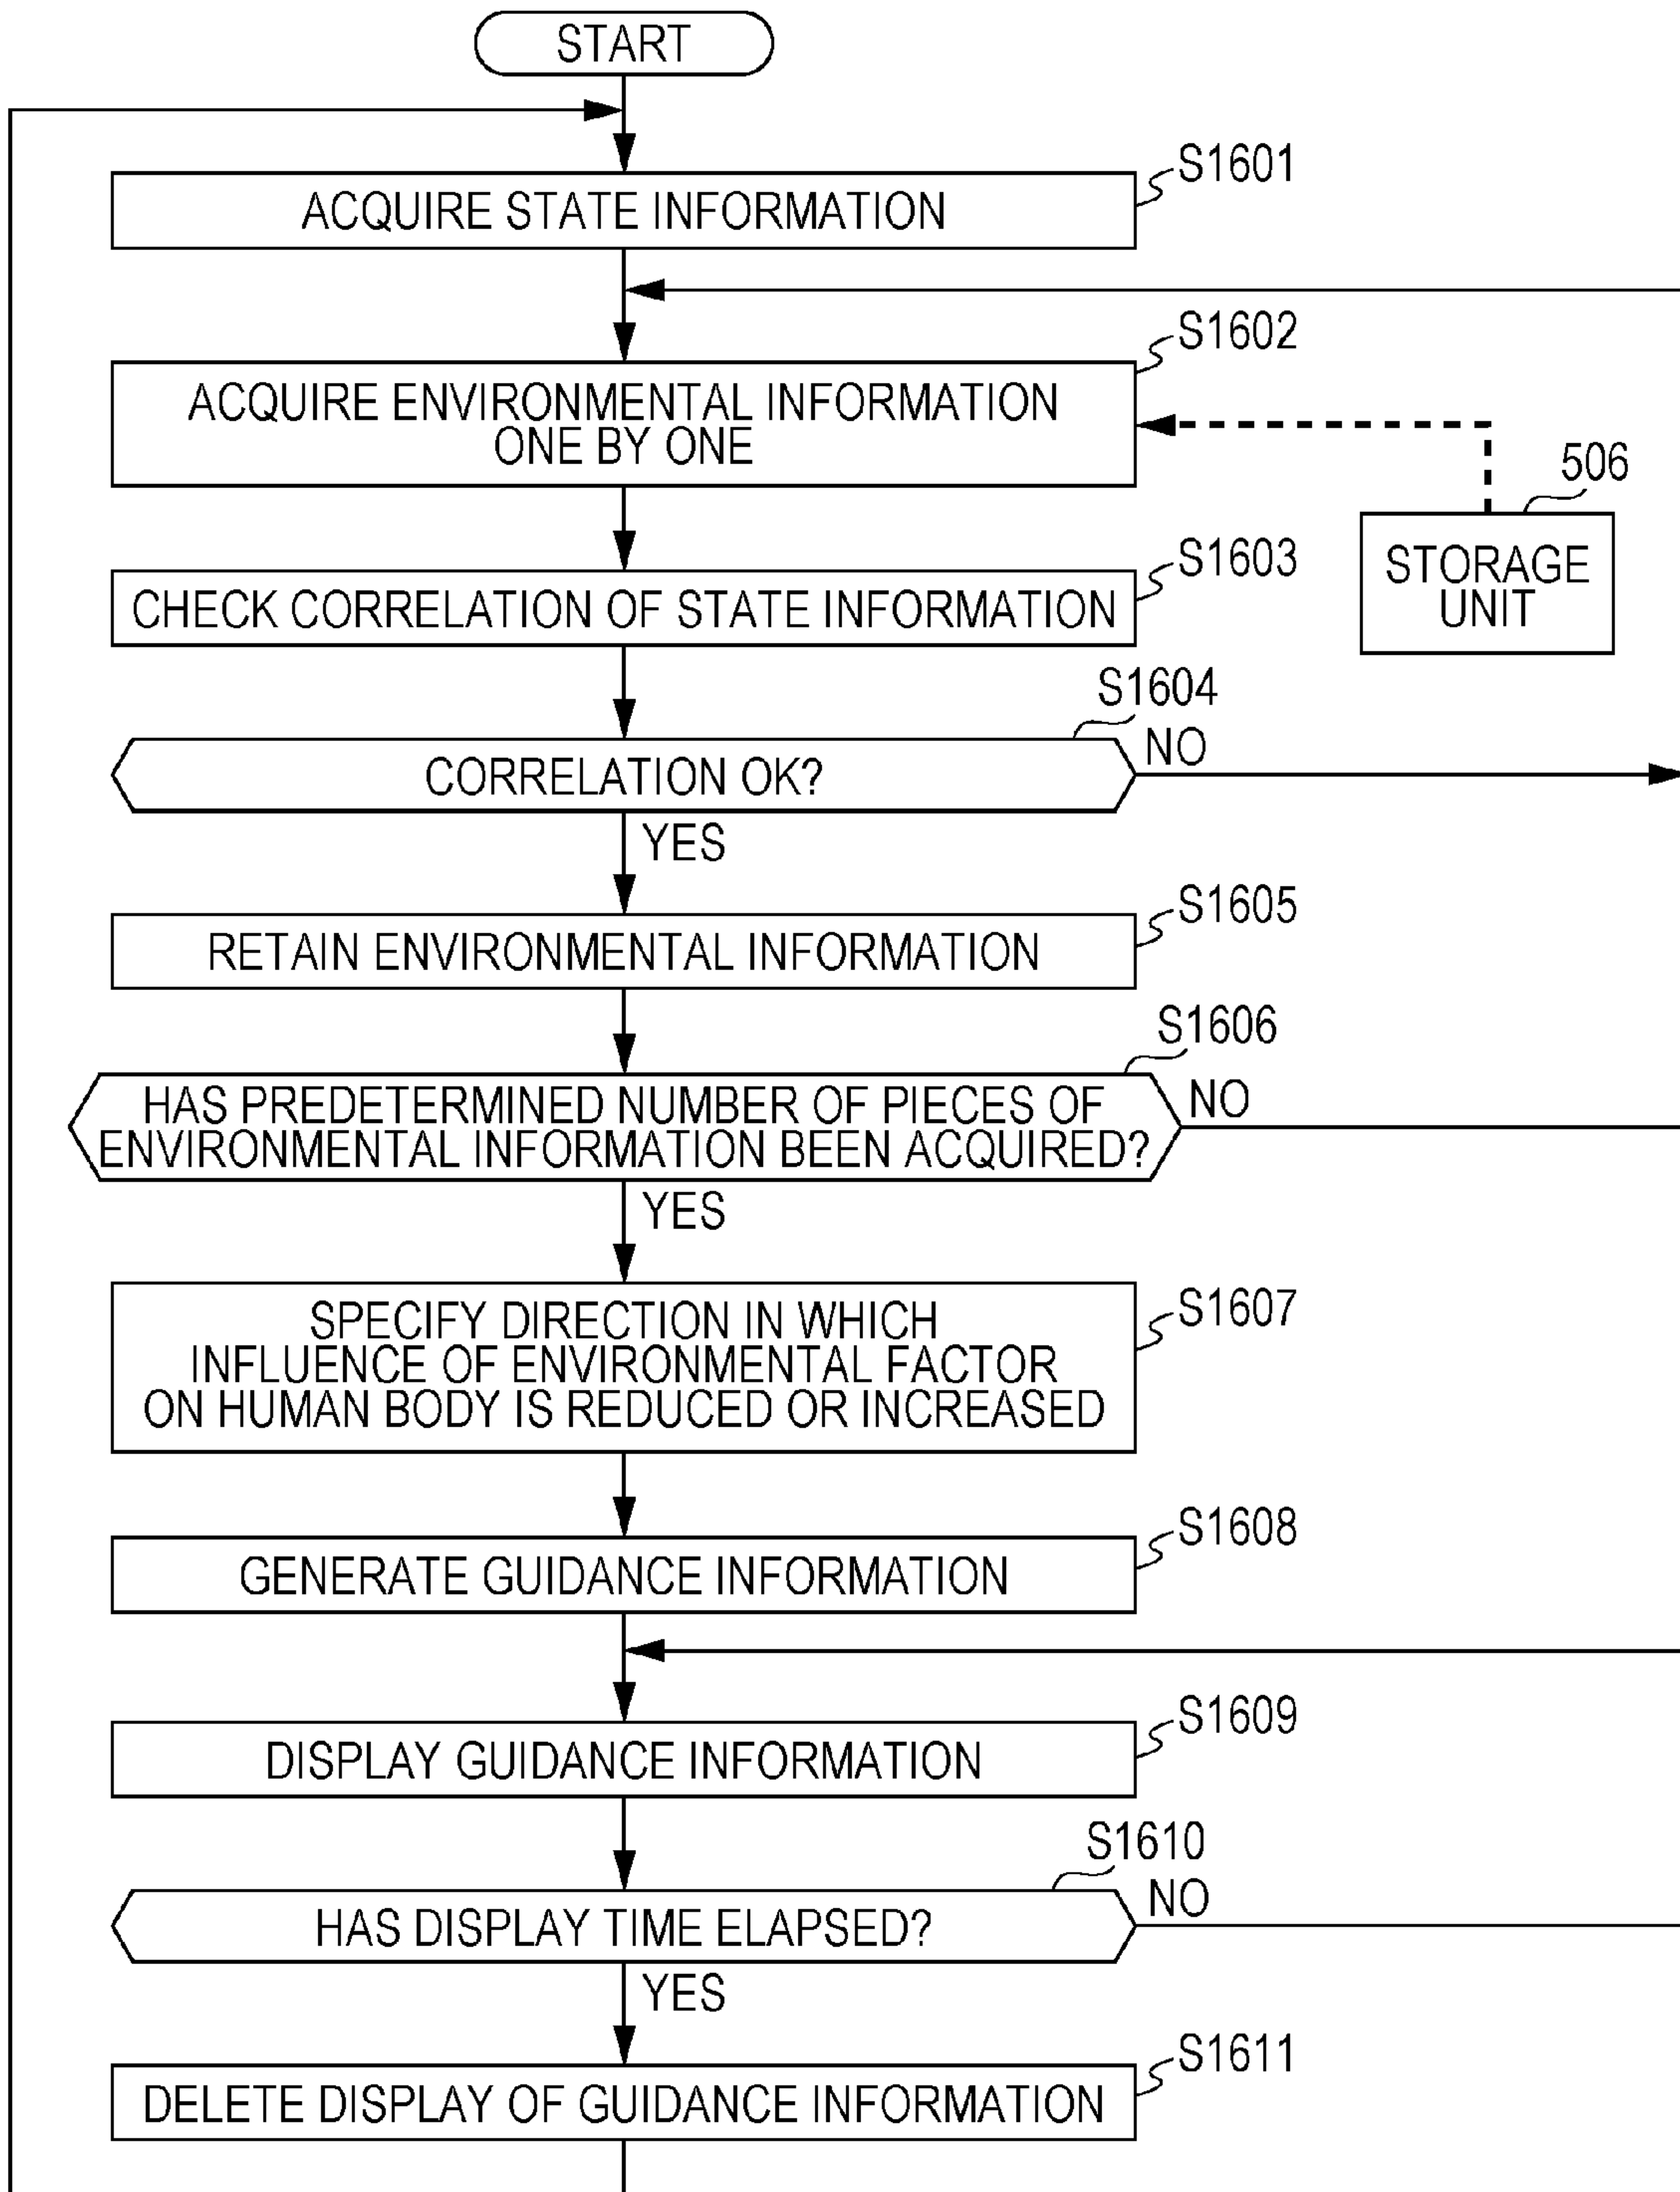 START
S1601
ACQUIRE STATE INFORMATION
S1602
ACQUIRE ENVIRONMENTAL INFORMATION
ONE BY ONE
506
STORAGE
UNIT
S1603
CHECK CORRELATION OF STATE INFORMATION
S1604
CORRELATION OK?
NO
YES
S1605
RETAIN ENVIRONMENTAL INFORMATION
S1606
HAS PREDETERMINED NUMBER OF PIECES OF
ENVIRONMENTAL INFORMATION BEEN ACQUIRED?
NO
YES
S1607
SPECIFY DIRECTION IN WHICH
INFLUENCE OF ENVIRONMENTAL FACTOR
ON HUMAN BODY IS REDUCED OR INCREASED
S1608
GENERATE GUIDANCE INFORMATION
S1609
DISPLAY GUIDANCE INFORMATION
S1610
HAS DISPLAY TIME ELAPSED?
NO
YES
S1611
DELETE DISPLAY OF GUIDANCE INFORMATION